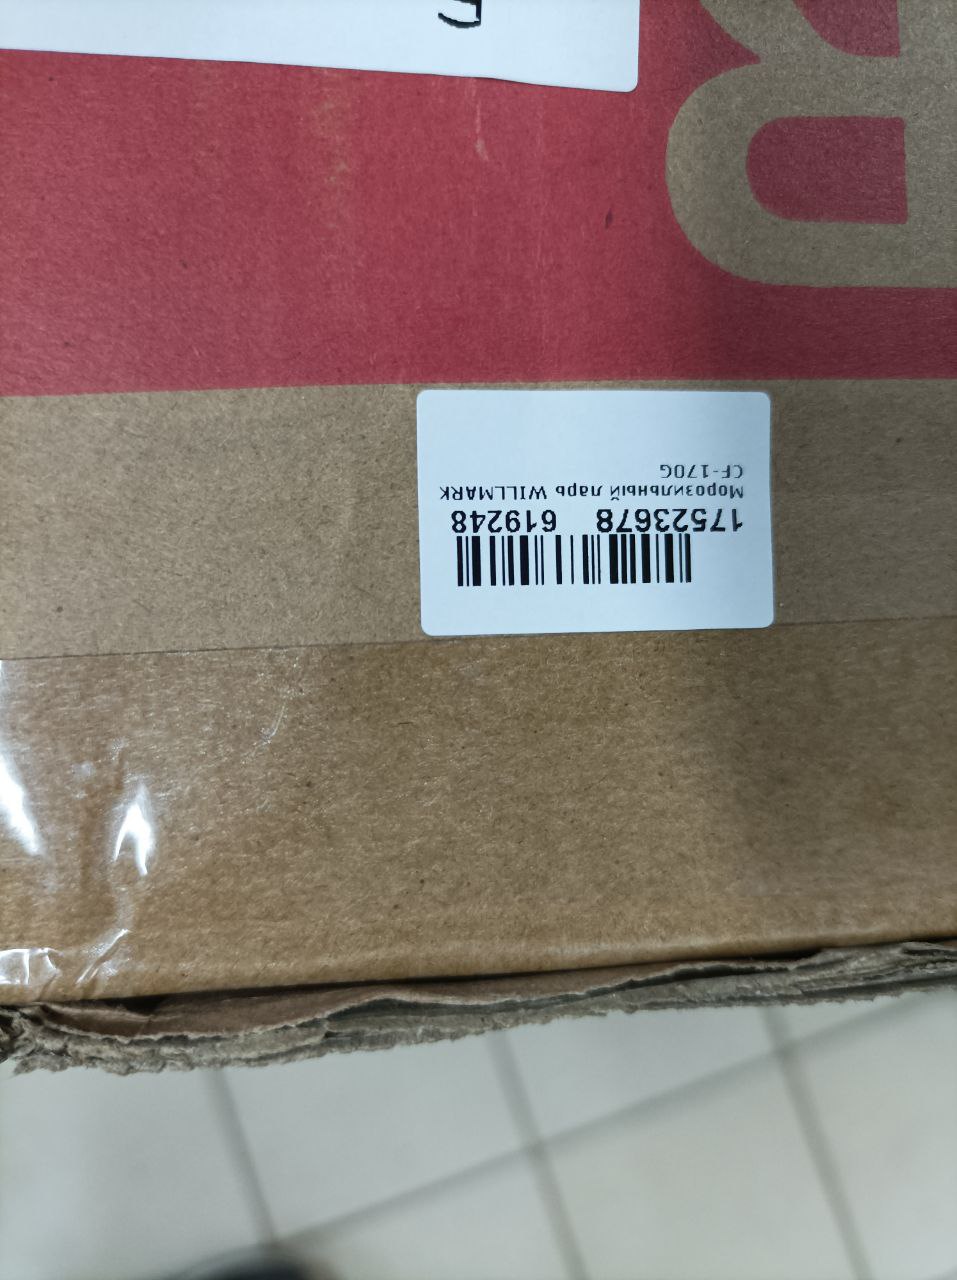 17523678 619248
Морозильный ларь WILLMARK
CF-170G
R